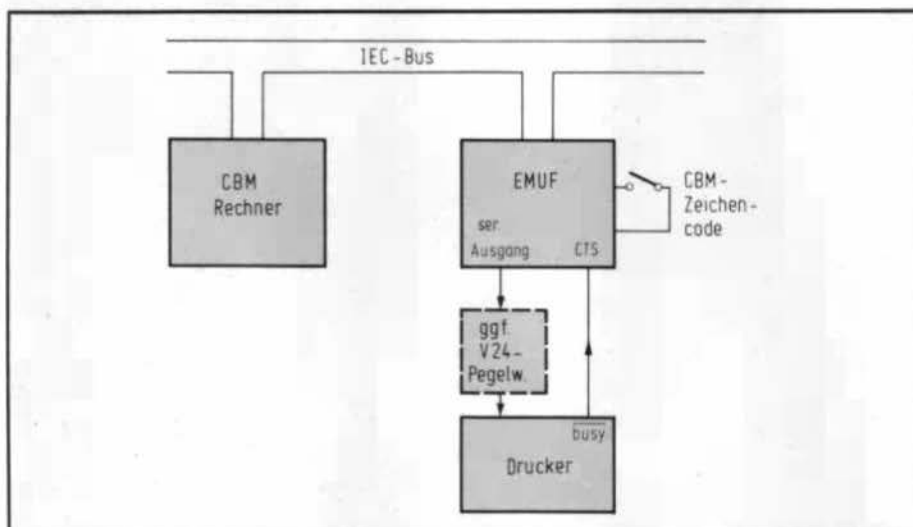 IEC-Bus
CBM
Rechner
EMUF
ser.
Ausgang
CTS
CBM-
Zeichen-
code
ggf.
V24-
Pegelw.
busy
Drucker